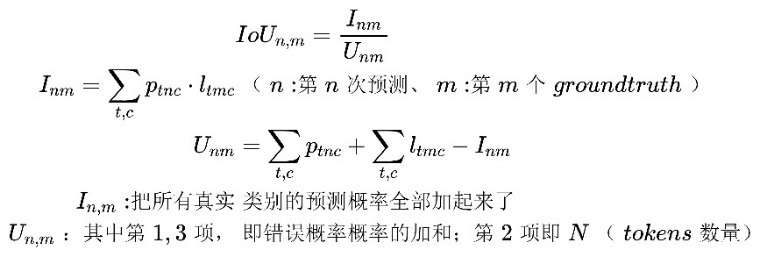 IoU_{n,m} = \frac{I_{nm}}{U_{nm}}
I_{nm} = \sum_{t,c} p_{tnc} \cdot l_{tmc} （ n :第 n 次预测、 m :第 m 个 groundtruth ）
U_{nm} = \sum_{t,c} p_{tnc} + \sum_{t,c} l_{tmc} - I_{nm}
I_{n,m} :把所有真实 类别的预测概率全部加起来了
U_{n,m} ： 其中第 1,3 项， 即错误概率概率的加和；第 2 项即 N （ tokens 数量）